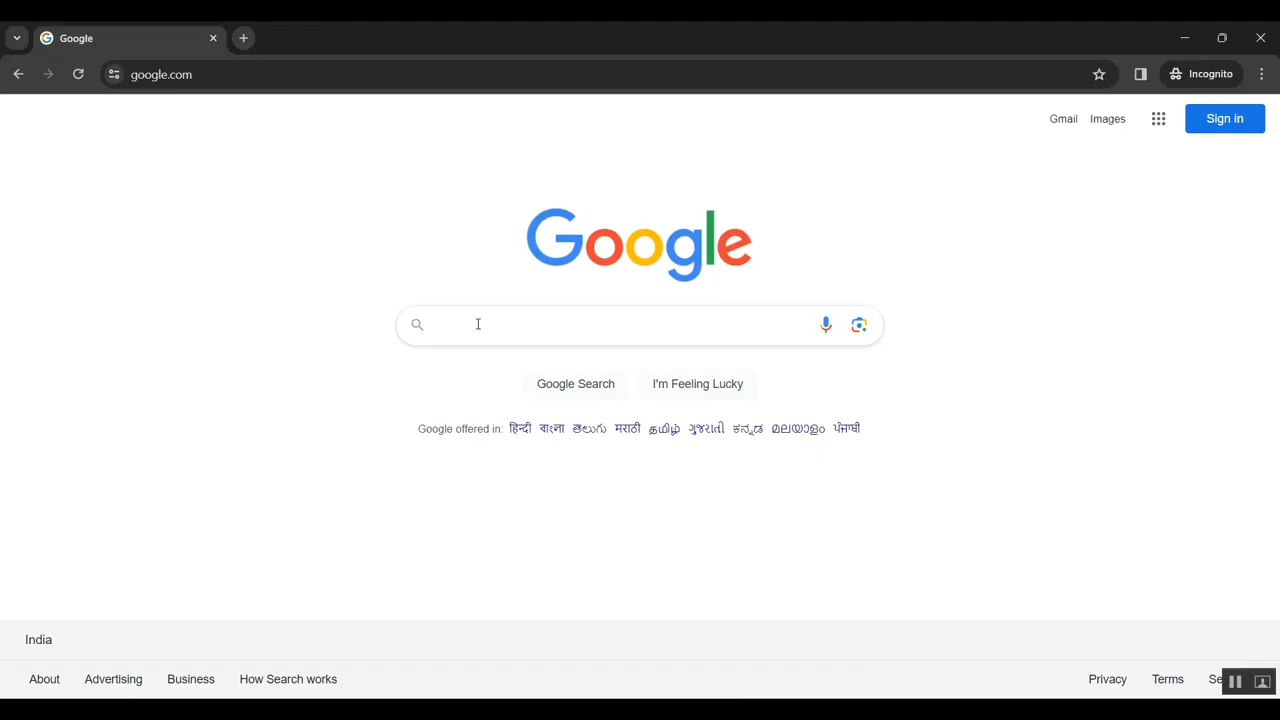 Google
google.com
Incognito
Gmail Images Sign in
Google
Google Search I'm Feeling Lucky
Google offered in: हिन्दी বাংলা తెలుగు मराठी தமிழ் ગુજરાતી ಕನ್ನಡ മലയാളം ਪੰਜਾਬੀ
India
About Advertising Business How Search works Privacy Terms